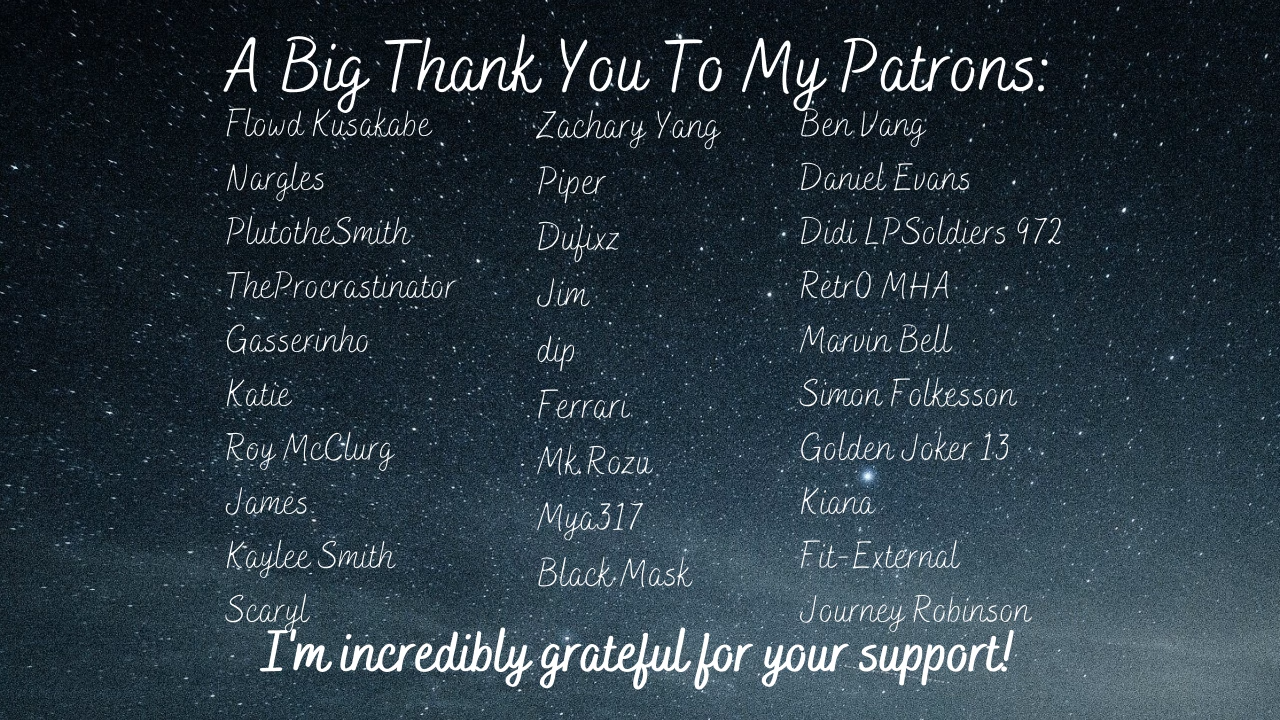 A Big Thank You To My Patrons:
Flowd Kusakabe
Nargles
PlutotheSmith
TheProcrastinator
Gasserinho
Katie
Roy McClurg
James
Kaylee Smith
Scaryl
Zachary Yang
Piper
Dufixz
Jim
dip
Ferrari
Mk.Rozu
Mya317
Black Mask
Ben Vang
Daniel Evans
Didi LPSoldiers 972
Retr0 MHA
Marvin Bell
Simon Folkesson
Golden Joker 13
Kiana
Fit-External
Journey Robinson
I'm incredibly grateful for your support!